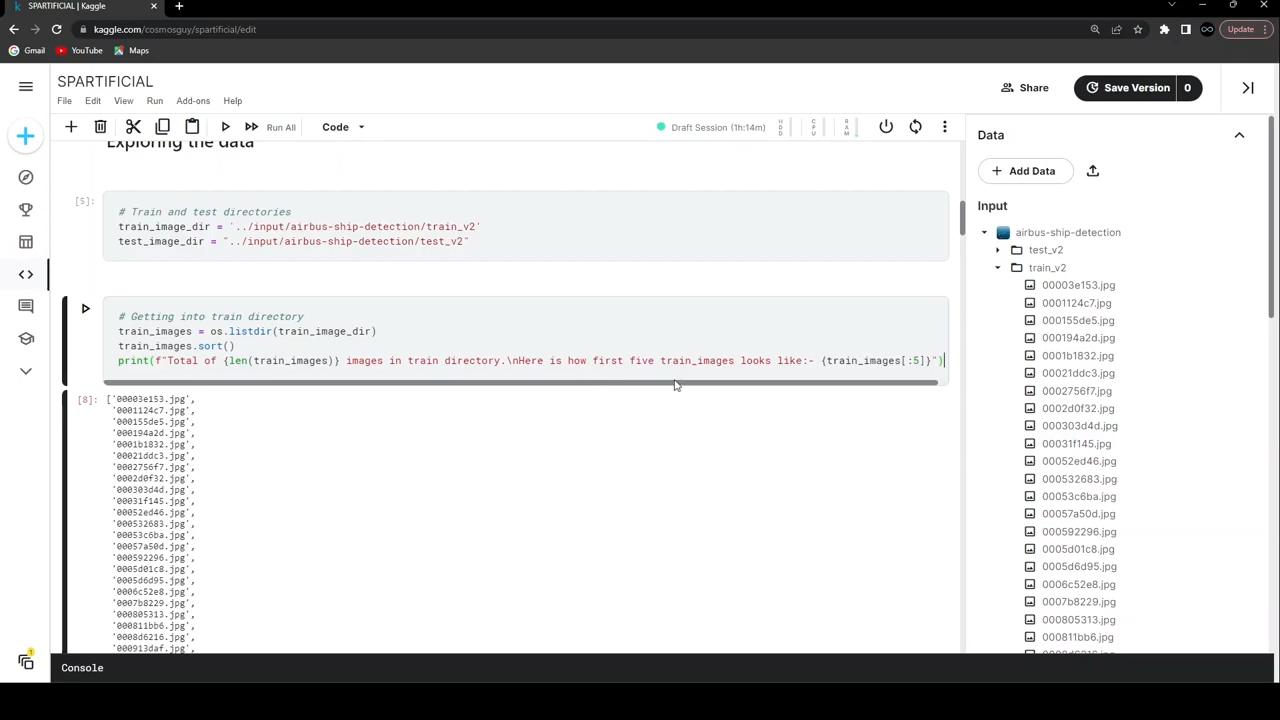 SPARTIFICIAL | Kaggle
kaggle.com/cosmosguy/spartificial/edit
Update
Gmail
YouTube
Maps
SPARTIFICIAL
File Edit View Run Add-ons Help
Share
Save Version
0
Run All
Code
Draft Session (1h:14m)
HDD
CPU
RAM
Exploring the data
[5]:
# Train and test directories
train_image_dir = '../input/airbus-ship-detection/train_v2'
test_image_dir = "../input/airbus-ship-detection/test_v2"
# Getting into train directory
train_images = os.listdir(train_image_dir)
train_images.sort()
print(f"Total of {len(train_images)} images in train directory.\nHere is how first five train_images looks like:- {train_images[:5]}")
[8]:
['00003e153.jpg',
'0001124c7.jpg',
'000155de5.jpg',
'000194a2d.jpg',
'0001b1832.jpg',
'00021ddc3.jpg',
'0002756f7.jpg',
'0002d0f32.jpg',
'000303d4d.jpg',
'00031f145.jpg',
'00052ed46.jpg',
'000532683.jpg',
'00053c6ba.jpg',
'00057a50d.jpg',
'000592296.jpg',
'0005d01c8.jpg',
'0005d6d95.jpg',
'0006c52e8.jpg',
'0007b8229.jpg',
'000805313.jpg',
'000811bb6.jpg',
'0008d6216.jpg',
'000913daf.jpg',
Data
Add Data
Input
airbus-ship-detection
test_v2
train_v2
00003e153.jpg
0001124c7.jpg
000155de5.jpg
000194a2d.jpg
0001b1832.jpg
00021ddc3.jpg
0002756f7.jpg
0002d0f32.jpg
000303d4d.jpg
00031f145.jpg
00052ed46.jpg
000532683.jpg
00053c6ba.jpg
00057a50d.jpg
000592296.jpg
0005d01c8.jpg
0005d6d95.jpg
0006c52e8.jpg
0007b8229.jpg
000805313.jpg
000811bb6.jpg
0008d6216.jpg
1
Console